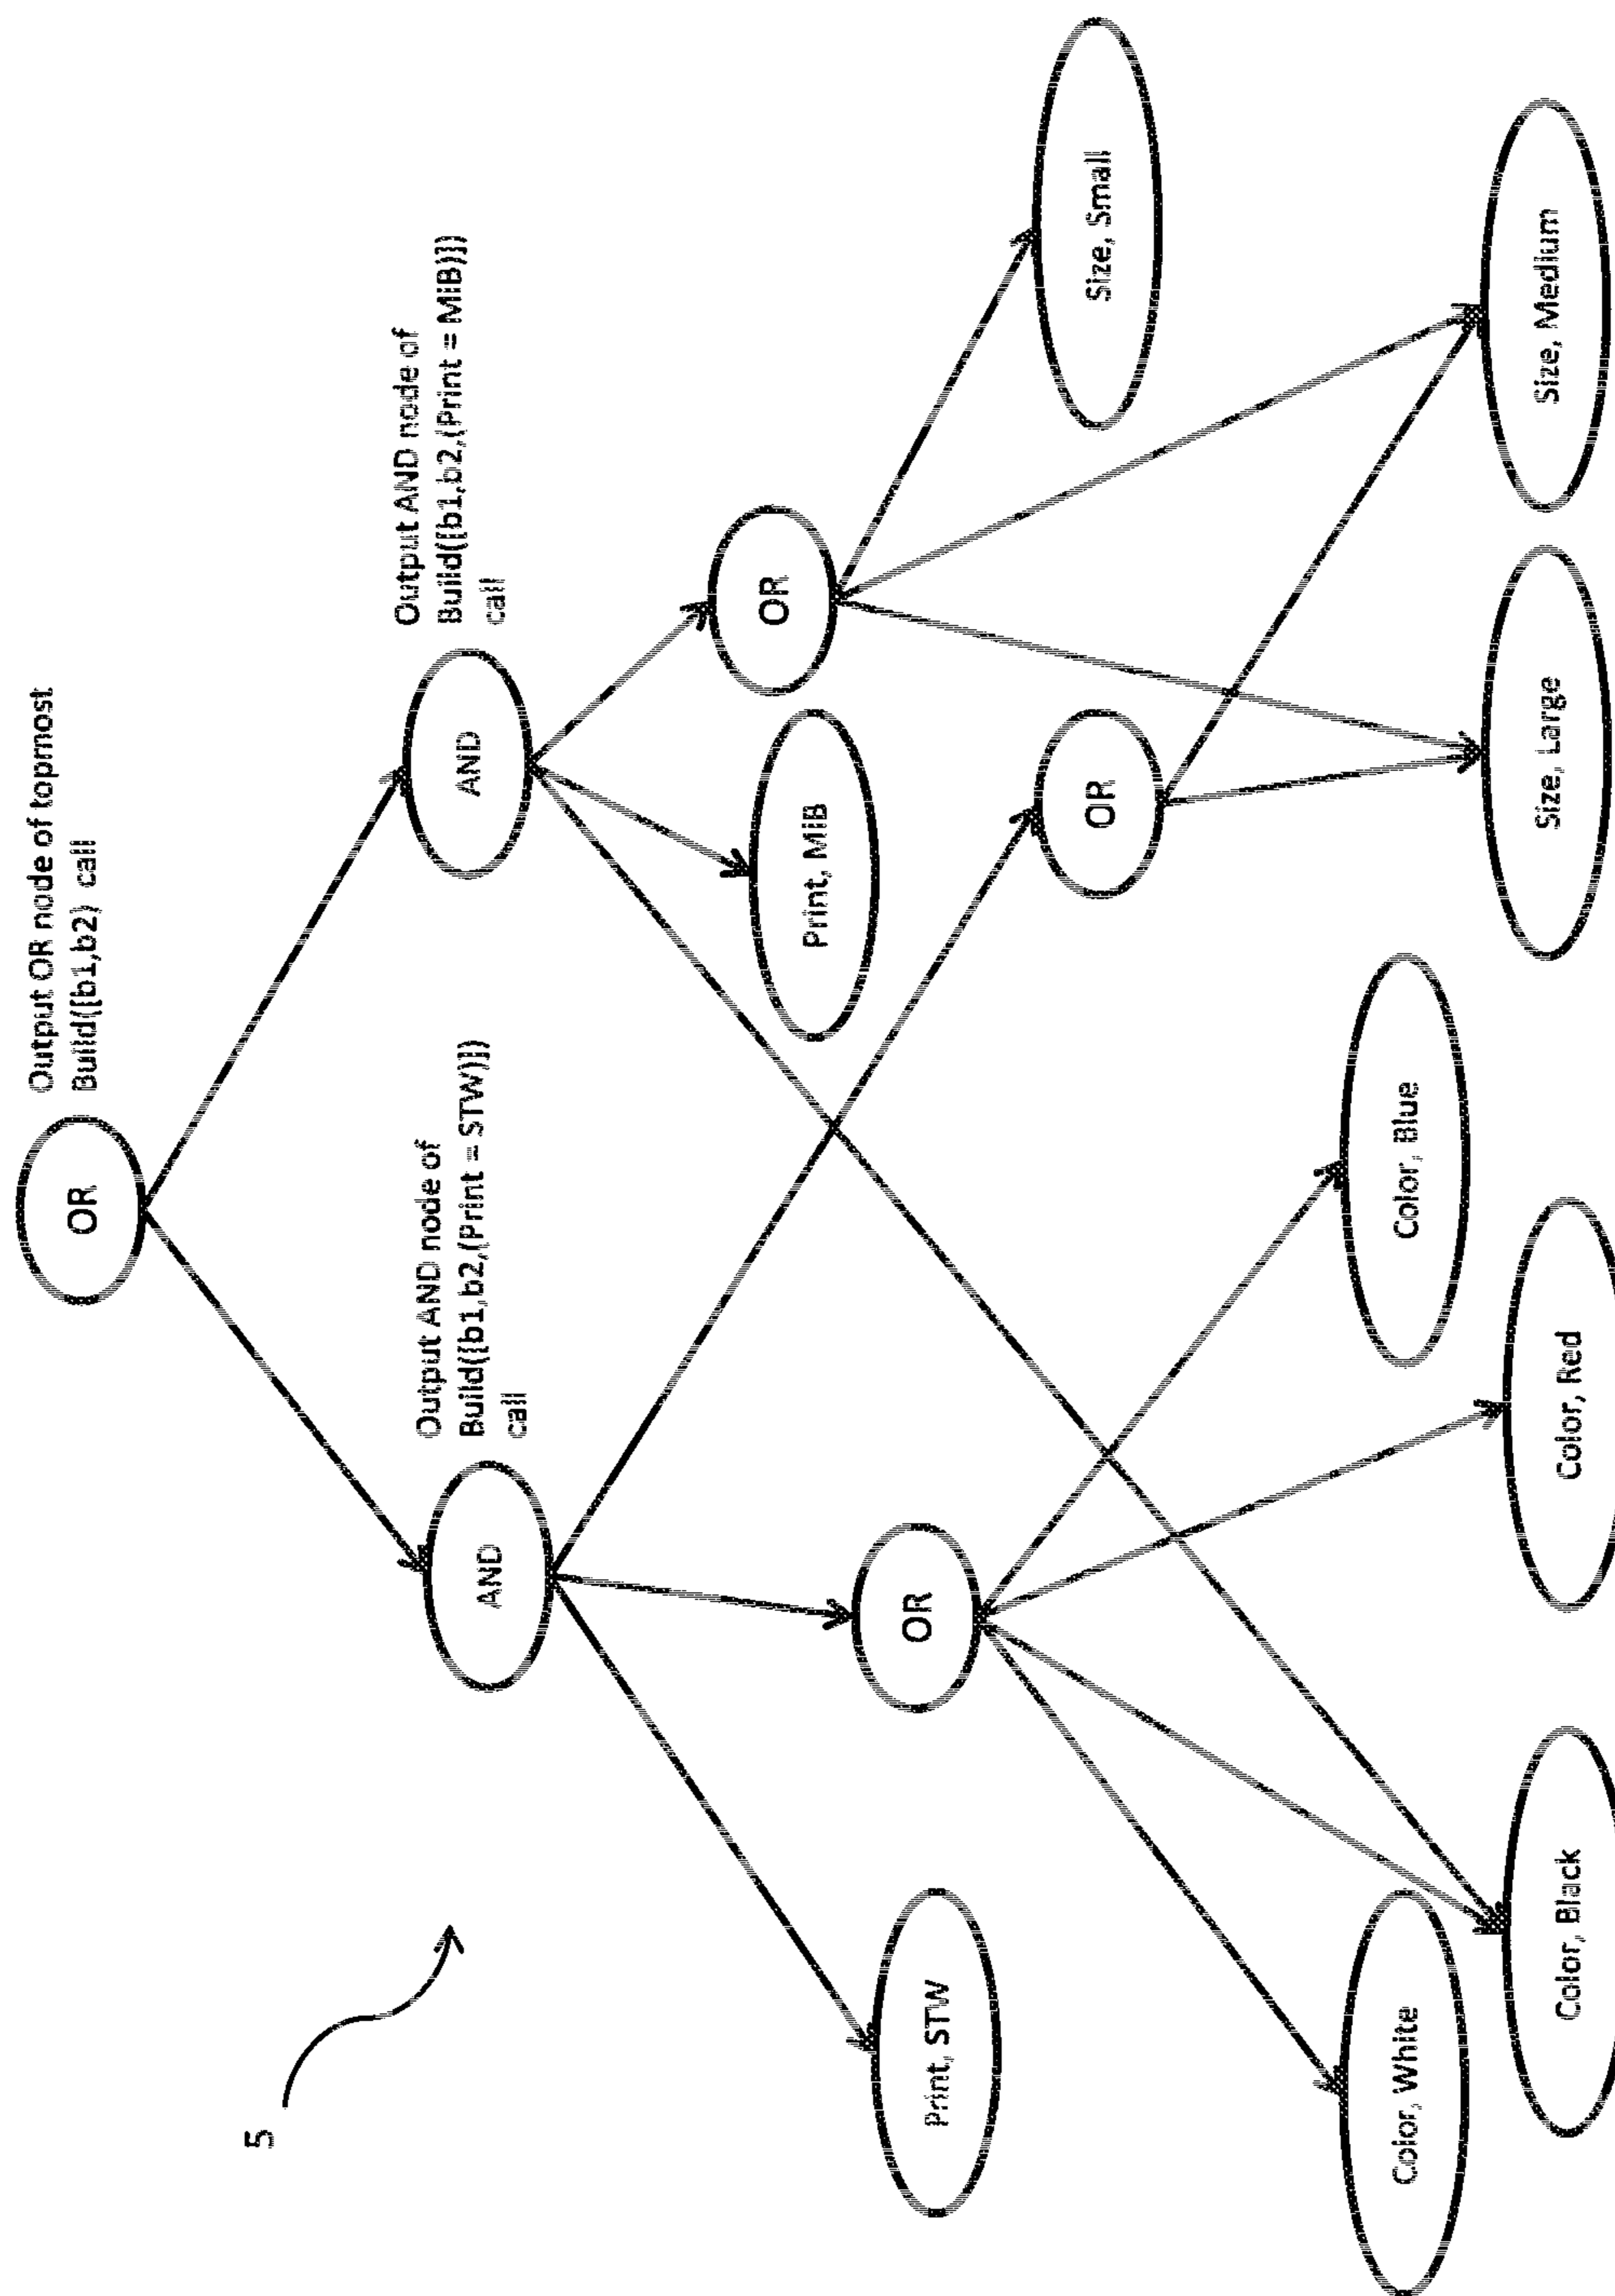 5
Output OR node of topmost
Build([b1,b2) call
OR
Output AND node of
Build([b1,b2,(Print = STW)])
call
AND
Output AND node of
Build([b1,b2,(Print = MIB)])
call
AND
Print, STW
OR
Print, MIB
OR
OR
Size, Small
Color, White
Color, Black
Color, Red
Color, Blue
Size, Large
Size, Medium